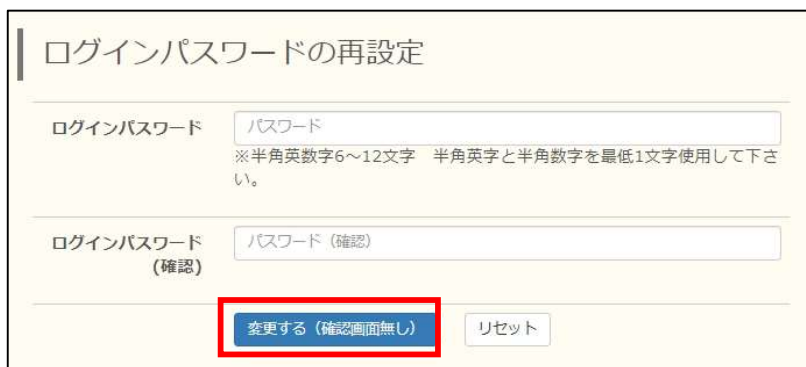 ログインパスワードの再設定
ログインパスワード
パスワード
※半角英数字6～12文字　半角英字と半角数字を最低1文字使用して下さ
い。
ログインパスワード
(確認)
パスワード（確認）
変更する（確認画面無し）
リセット